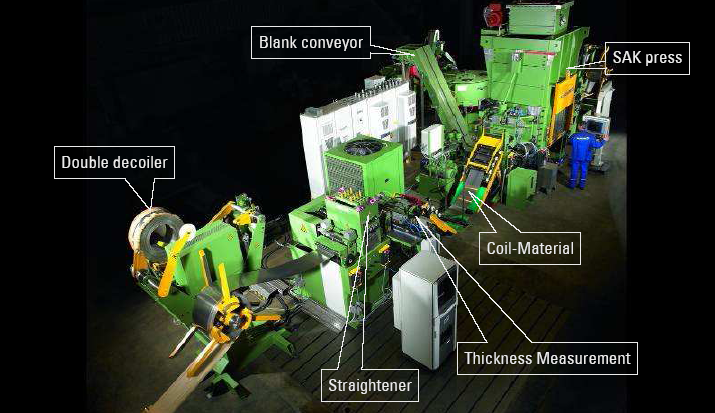 Blank conveyor
SAK press
Double decoiler
Coil-Material
Thickness Measurement
Straightener